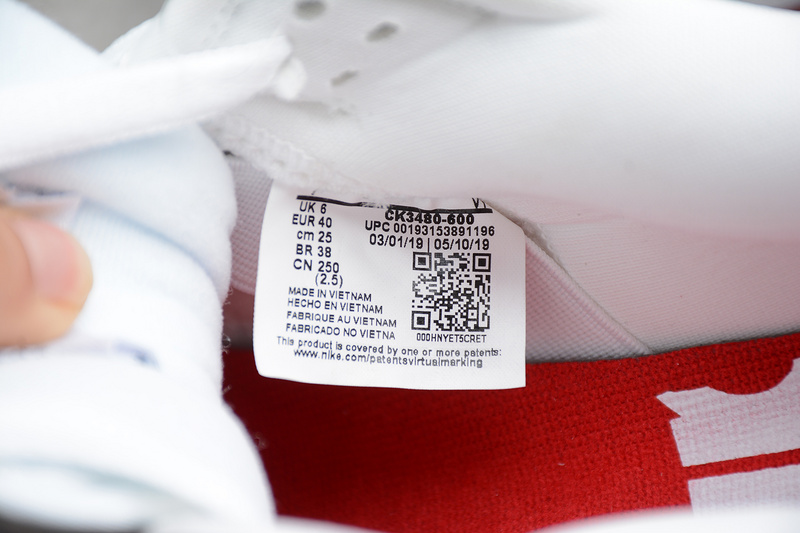 UK 6
EUR 40
cm 25
BR 38
CN 250
(2.5)
MADE IN VIETNAM
HECHO EN VIETNAM
FABRIQUE AU VIETNAM
FABRICADO NO VIETNA
CK3480-600
UPC 00193153891196
03/01/19 | 05/10/19
000HNYET5CRET
This product is covered by one or more patents:
www.nike.com/patentsvirtualmarking